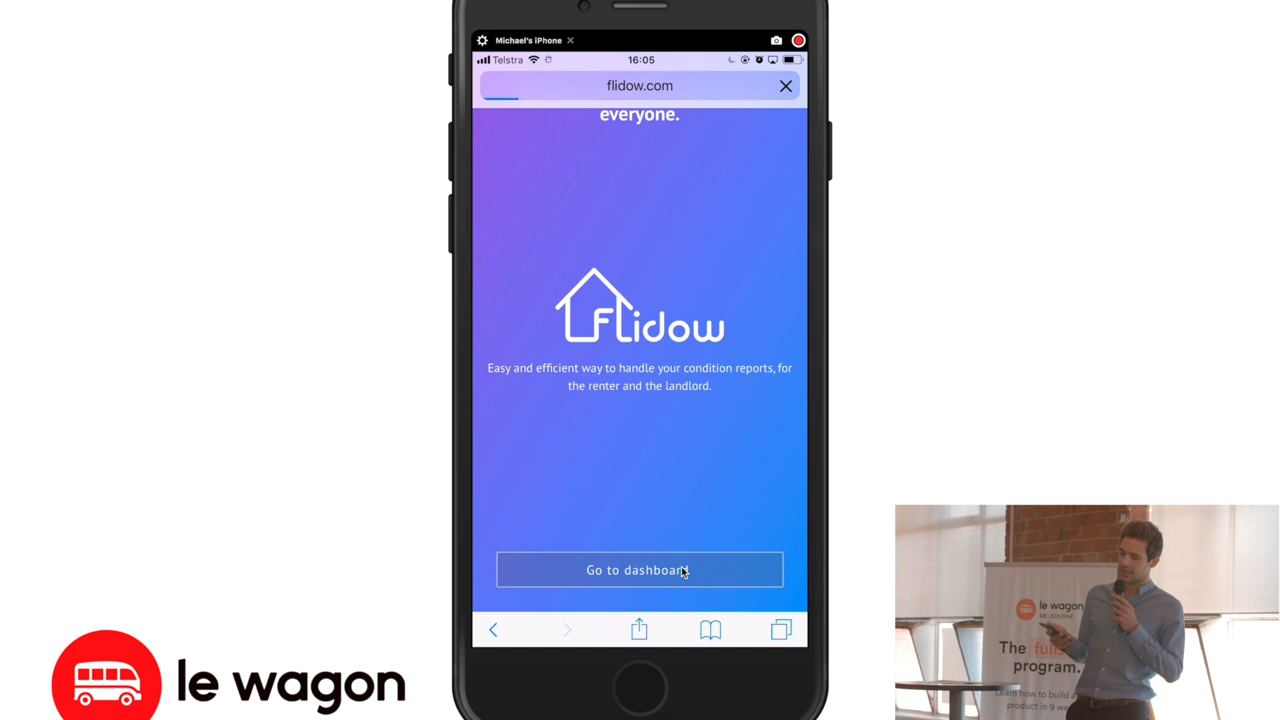 Michael's iPhone
Telstra
16:05
flidow.com
everyone.
Flidow
Easy and efficient way to handle your condition reports, for
the renter and the landlord.
Go to dashboard
le wagon
le wagon
MELBOURNE
The fulls
program.
Learn how to build a
product in 9 we